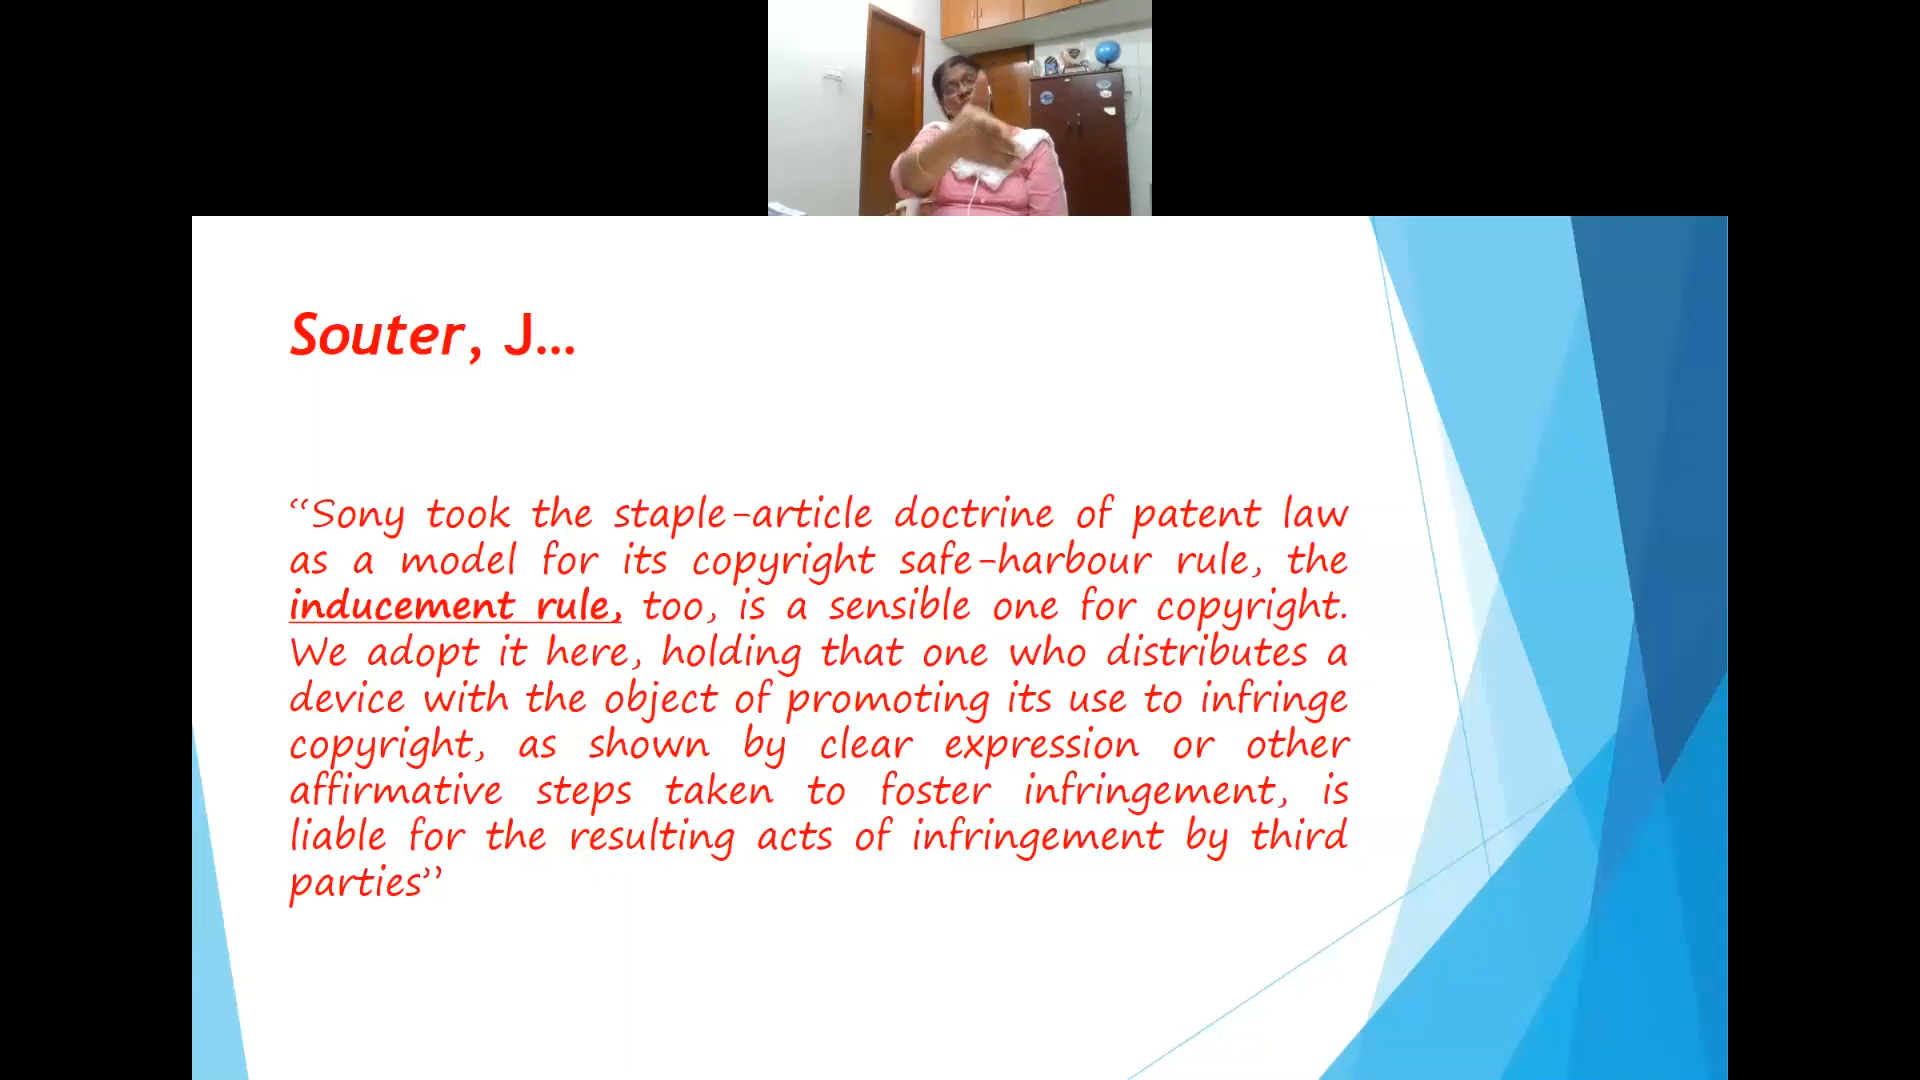 Souter, J...
“Sony took the staple-article doctrine of patent law
as a model for its copyright safe-harbour rule, the
inducement rule, too, is a sensible one for copyright.
We adopt it here, holding that one who distributes a
device with the object of promoting its use to infringe
copyright, as shown by clear expression or other
affirmative steps taken to foster infringement, is
liable for the resulting acts of infringement by third
parties”